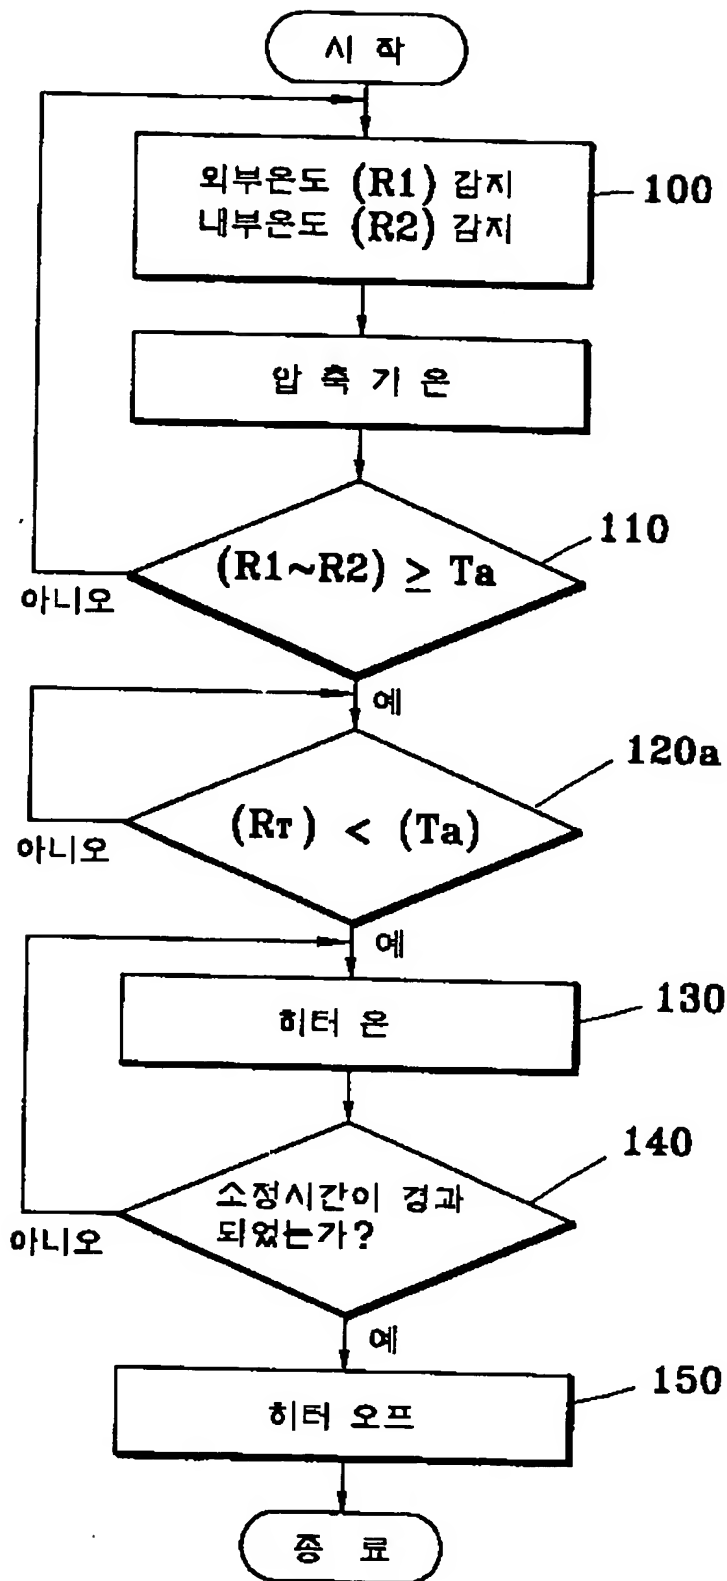 시 작
외부온도 (R1) 감지
내부온도 (R2) 감지
100
압 축 기 온
(R1~R2) ≥ Ta
110
아니오
예
(RT) < (Ta)
120a
아니오
예
히터 온
130
소정시간이 경과
되었는가?
140
아니오
예
히터 오프
150
종 료